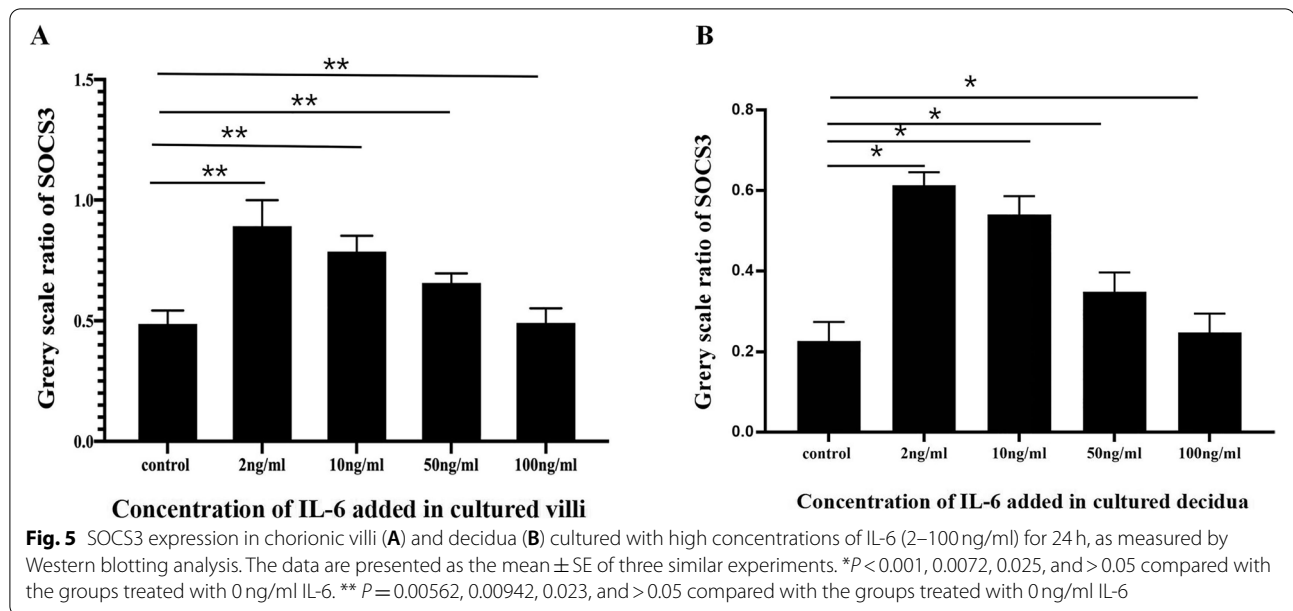 A
B
**
**
**
**
1.5
1.0
0.5
0.0
Grery scale ratio of SOCS3
control 2ng/ml 10ng/ml 50ng/ml 100ng/ml
Concentration of IL-6 added in cultured villi
*
*
*
*
0.8
0.6
0.4
0.2
0.0
Grery scale ratio of SOCS3
control 2ng/ml 10ng/ml 50ng/ml 100ng/ml
Concentration of IL-6 added in cultured decidua
Fig. 5 SOCS3 expression in chorionic villi (A) and decidua (B) cultured with high concentrations of IL-6 (2–100 ng/ml) for 24 h, as measured by
Western blotting analysis. The data are presented as the mean ± SE of three similar experiments. *P < 0.001, 0.0072, 0.025, and > 0.05 compared with
the groups treated with 0 ng/ml IL-6. ** P = 0.00562, 0.00942, 0.023, and > 0.05 compared with the groups treated with 0 ng/ml IL-6